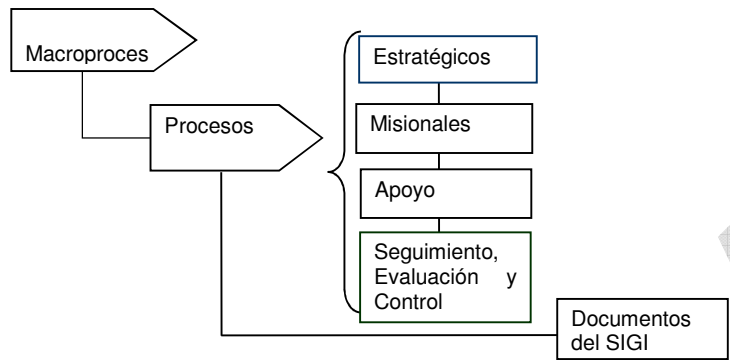 Macroproces
Procesos
Estratégicos
Misionales
Apoyo
Seguimiento,
Evaluación y
Control
Documentos
del SIGI